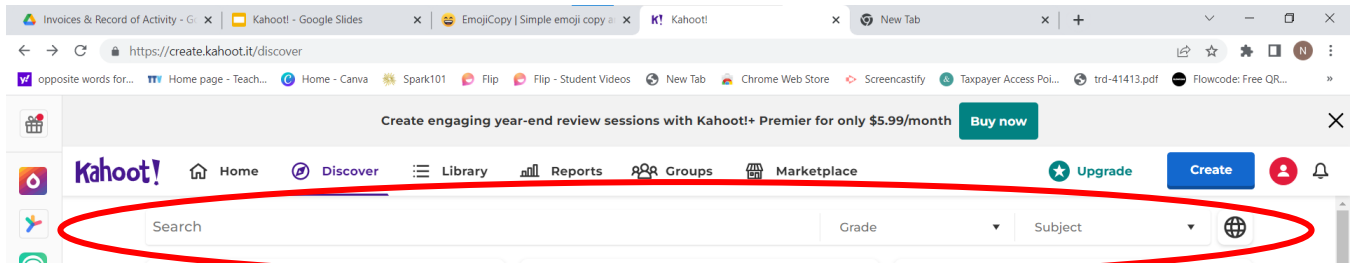 Invoices & Record of Activity - G
Kahoot! - Google Slides
EmojiCopy | Simple emoji copy a
K! Kahoot!
New Tab
https://create.kahoot.it/discover
N
opposite words for...
Home page - Teach...
Home - Canva
Spark101
Flip
Flip - Student Videos
New Tab
Chrome Web Store
Screencastify
Taxpayer Access Poi...
trd-41413.pdf
Flowcode: Free QR...
Create engaging year-end review sessions with Kahoot!+ Premier for only $5.99/month Buy now
Kahoot! Home Discover Library Reports Groups Marketplace Upgrade Create
Search Grade Subject